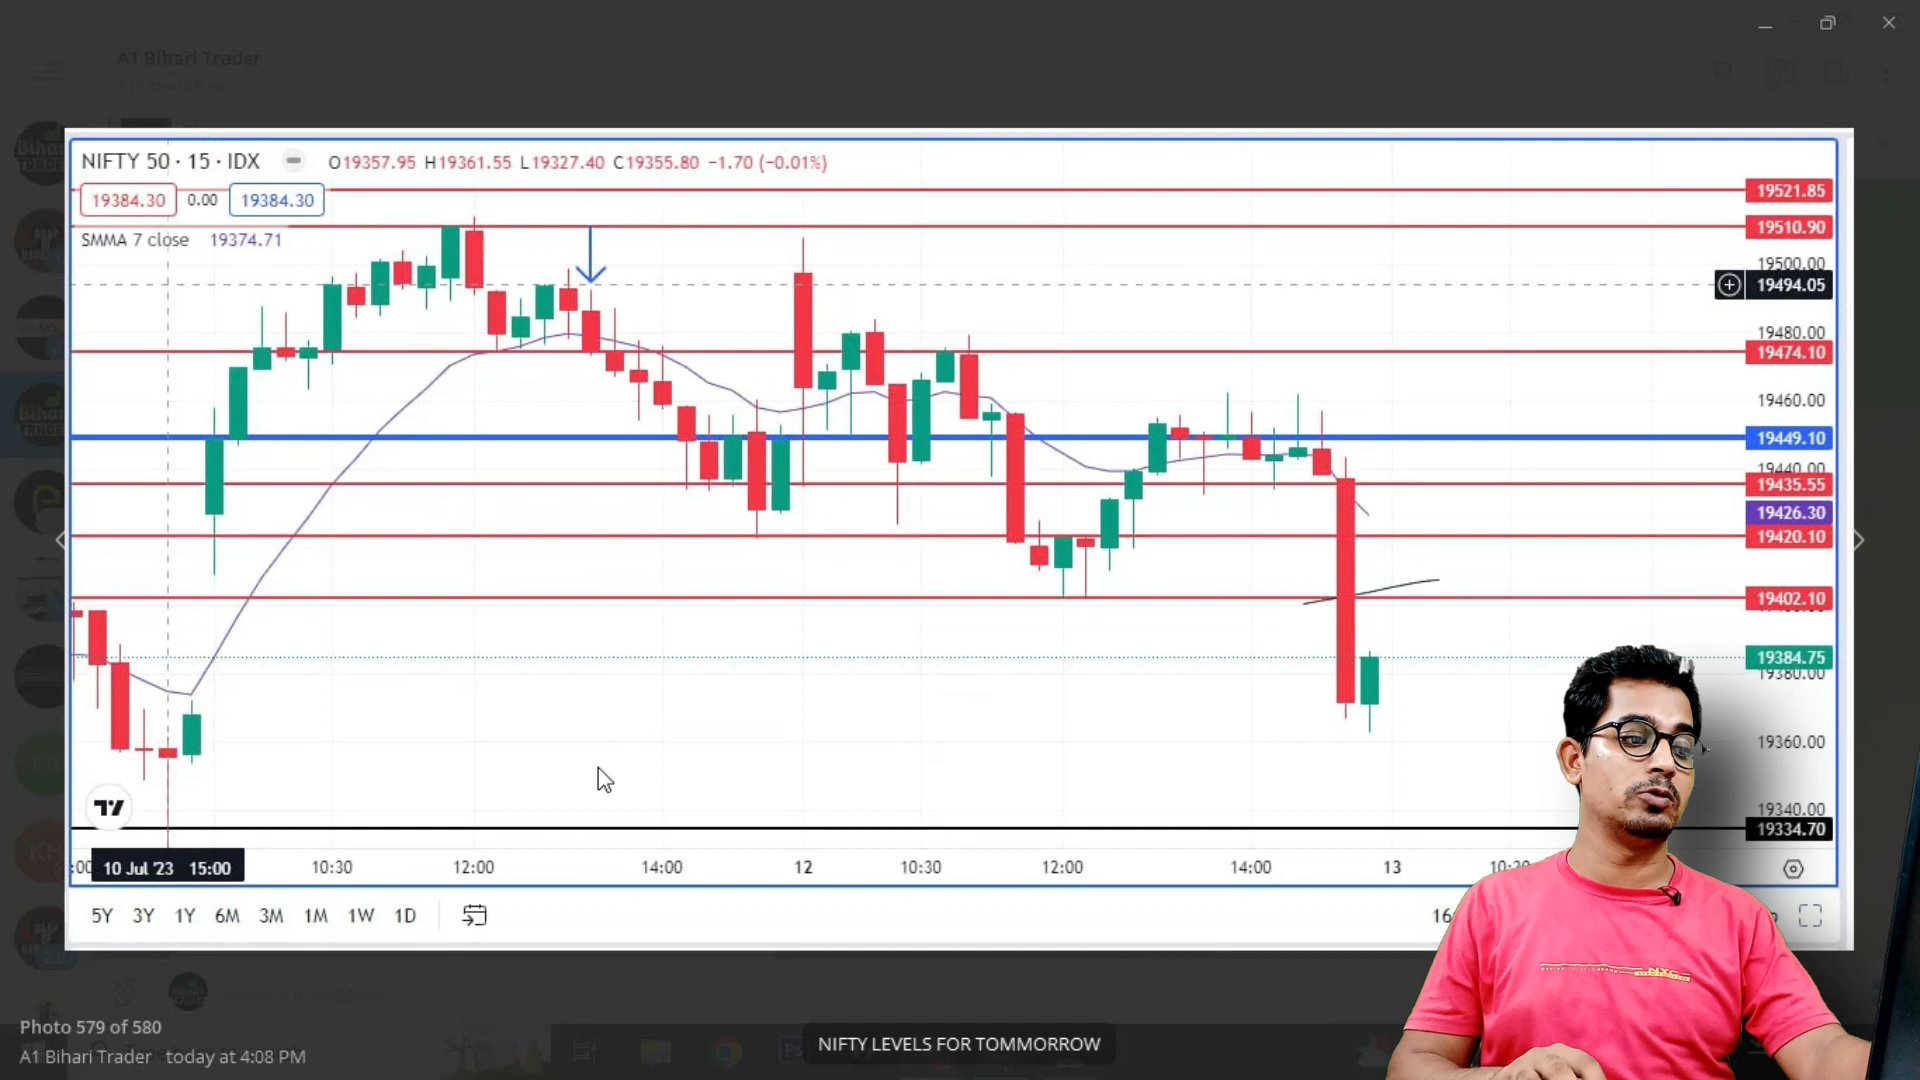 A1 Bihari Trader
NIFTY 50 · 15 · IDX O19357.95 H19361.55 L19327.40 C19355.80 −1.70 (−0.01%)
19384.30 0.00 19384.30
SMMA 7 close 19374.71
19521.85
19510.90
19500.00
19494.05
19480.00
19474.10
19460.00
19449.10
19440.00
19435.55
19426.30
19420.10
19402.10
19384.75
19380.00
19360.00
19340.00
19334.70
:00 10 Jul '23 15:00 10:30 12:00 14:00 12 10:30 12:00 14:00 13
5Y 3Y 1Y 6M 3M 1M 1W 1D 16
NYC
Photo 579 of 580
NIFTY LEVELS FOR TOMMORROW
A1 Bihari Trader today at 4:08 PM